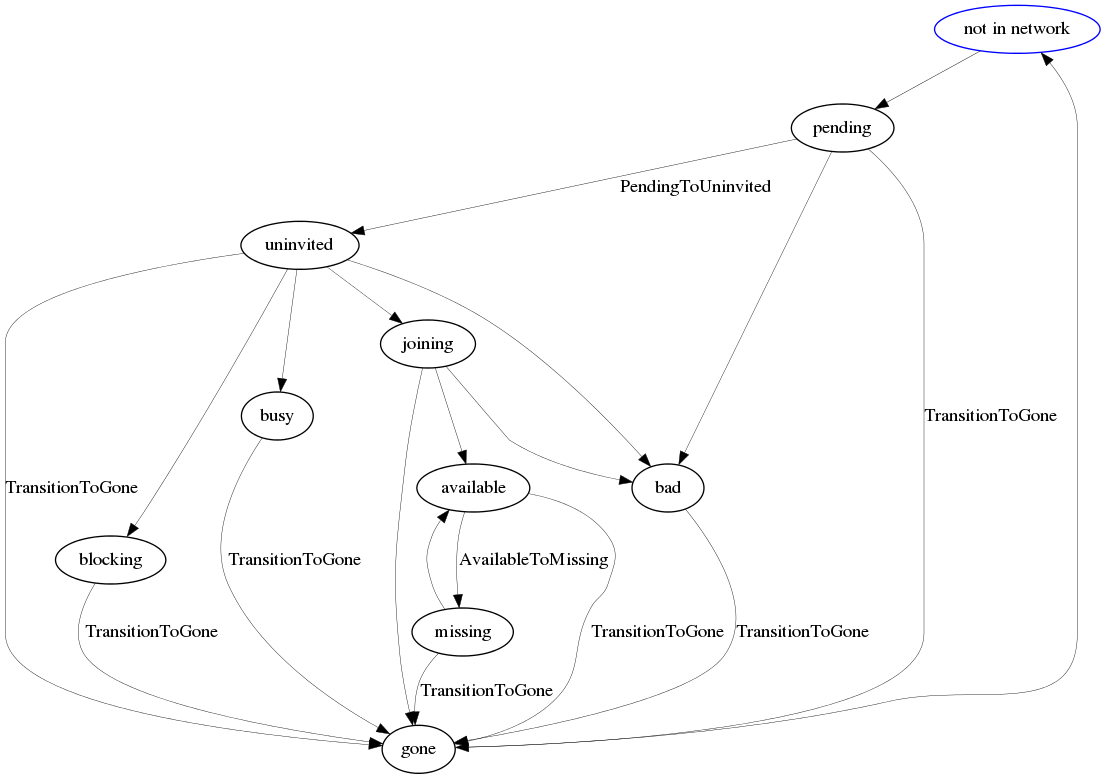 not in network
pending
PendingToUninvited
uninvited
joining
busy
TransitionToGone
available
bad
TransitionToGone
blocking
TransitionToGone
AvailableToMissing
TransitionToGone
missing
TransitionToGone
TransitionToGone
TransitionToGone
gone